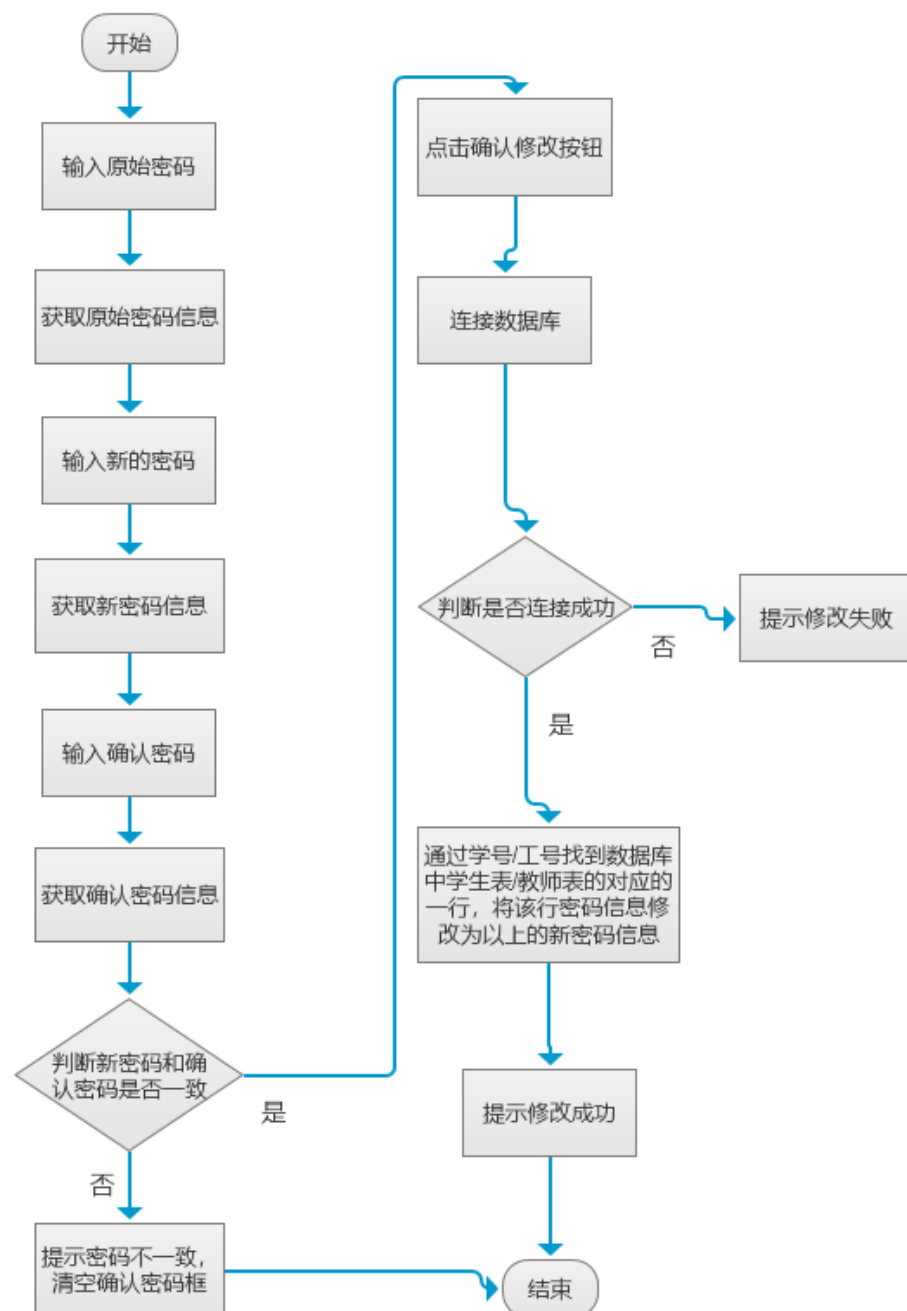 开始
输入原始密码
获取原始密码信息
输入新的密码
获取新密码信息
输入确认密码
获取确认密码信息
判断新密码和确
认密码是否一致
是
否
提示密码不一致，
清空确认密码框
点击确认修改按钮
连接数据库
判断是否连接成功
否
提示修改失败
是
通过学号/工号找到数据库
中学生表/教师表的对应的
一行，将该行密码信息修
改为以上的新密码信息
提示修改成功
结束